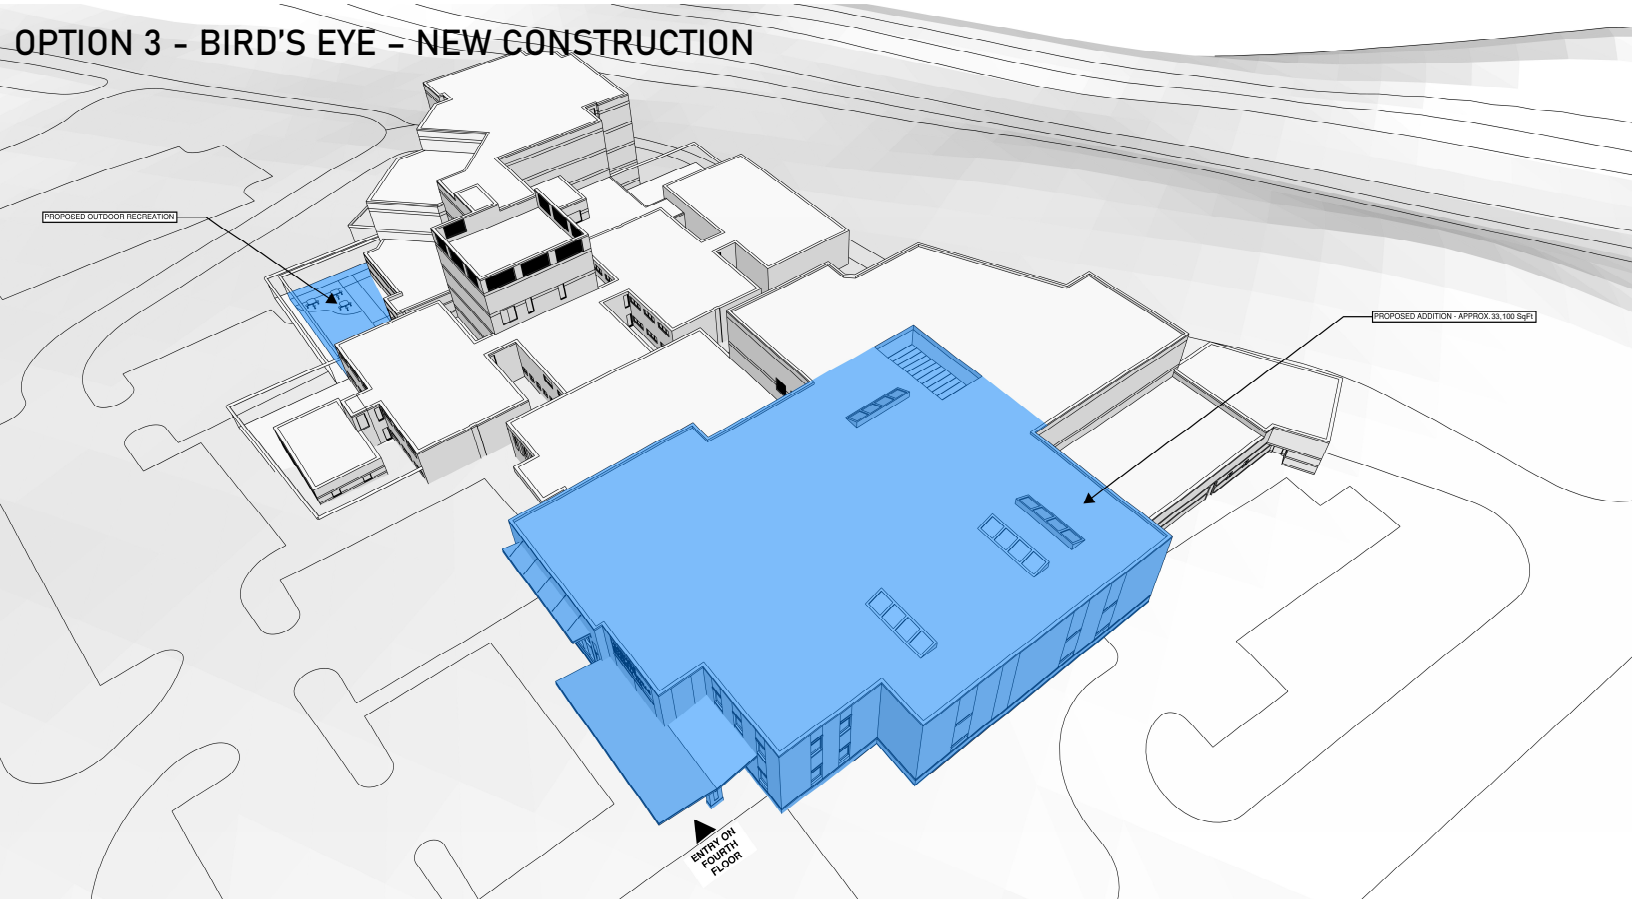 OPTION 3 - BIRD'S EYE – NEW CONSTRUCTION
PROPOSED OUTDOOR RECREATION
PROPOSED ADDITION - APPROX.33,100 SqFt
ENTRY ON
FOURTH
FLOOR